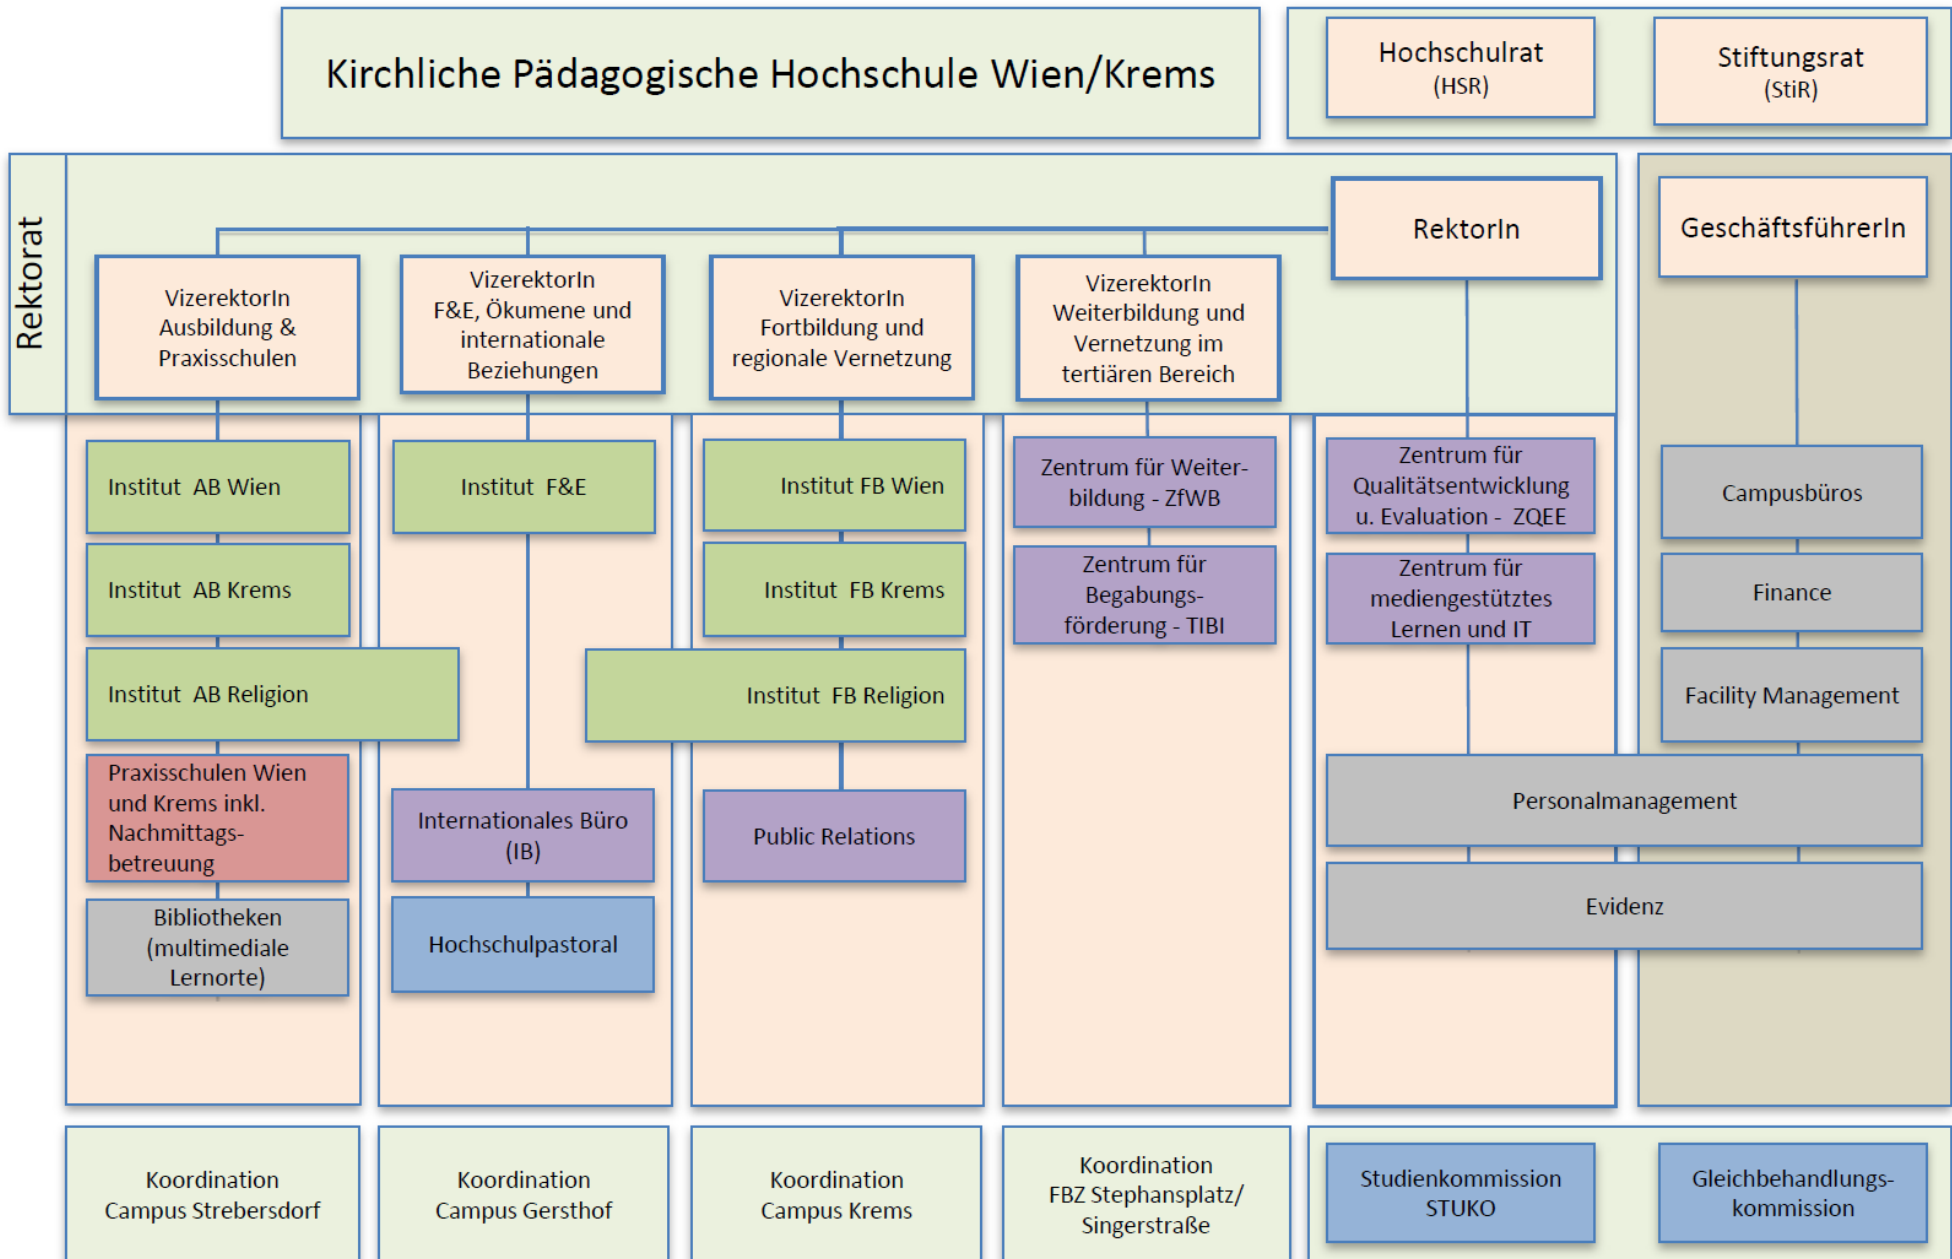 Kirchliche Pädagogische Hochschule Wien/Krems
Hochschulrat
(HSR)
Stiftungsrat
(StiR)
Rektorat
RektorIn
GeschäftsführerIn
VizerektorIn
Ausbildung &
Praxisschulen
VizerektorIn
F&E, Ökumene und
internationale
Beziehungen
VizerektorIn
Fortbildung und
regionale Vernetzung
VizerektorIn
Weiterbildung und
Vernetzung im
tertiären Bereich
Institut AB Wien
Institut AB Krems
Institut AB Religion
Praxisschulen Wien
und Krems inkl.
Nachmittags-
betreuung
Bibliotheken
(multimediale
Lernorte)
Institut F&E
Internationales Büro
(IB)
Hochschulpastoral
Institut FB Wien
Institut FB Krems
Institut FB Religion
Public Relations
Zentrum für Weiter-
bildung - ZfWB
Zentrum für
Begabungs-
förderung - TIBI
Zentrum für
Qualitätsentwicklung
u. Evaluation - ZQEE
Zentrum für
mediengestütztes
Lernen und IT
Campusbüros
Finance
Facility Management
Personalmanagement
Evidenz
Koordination
Campus Strebersdorf
Koordination
Campus Gersthof
Koordination
Campus Krems
Koordination
FBZ Stephansplatz/
Singerstraße
Studienkommission
STUKO
Gleichbehandlungs-
kommission